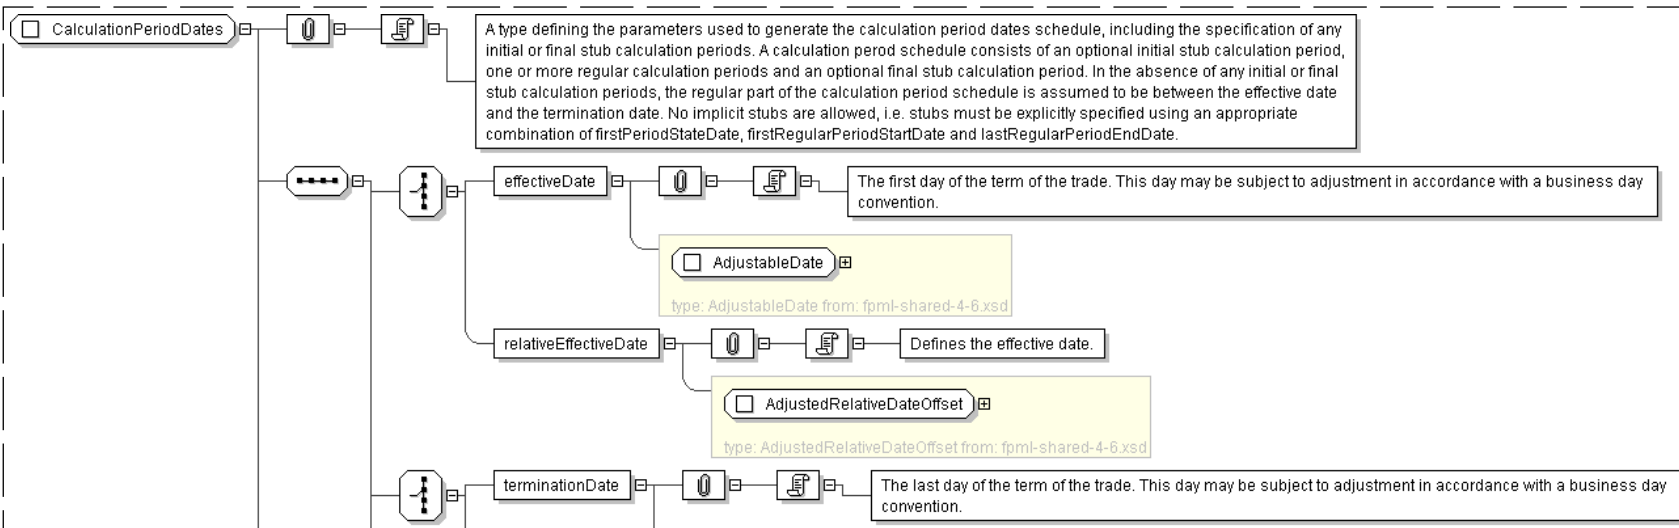 CalculationPeriodDates
A type defining the parameters used to generate the calculation period dates schedule, including the specification of any
initial or final stub calculation periods. A calculation perod schedule consists of an optional initial stub calculation period,
one or more regular calculation periods and an optional final stub calculation period. In the absence of any initial or final
stub calculation periods, the regular part of the calculation period schedule is assumed to be between the effective date
and the termination date. No implicit stubs are allowed, i.e. stubs must be explicitly specified using an appropriate
combination of firstPeriodStateDate, firstRegularPeriodStartDate and lastRegularPeriodEndDate.
effectiveDate
The first day of the term of the trade. This day may be subject to adjustment in accordance with a business day
convention.
AdjustableDate
type: AdjustableDate from: fpml-shared-4-6.xsd
relativeEffectiveDate
Defines the effective date.
AdjustedRelativeDateOffset
type: AdjustedRelativeDateOffset from: fpml-shared-4-6.xsd
terminationDate
The last day of the term of the trade. This day may be subject to adjustment in accordance with a business day
convention.